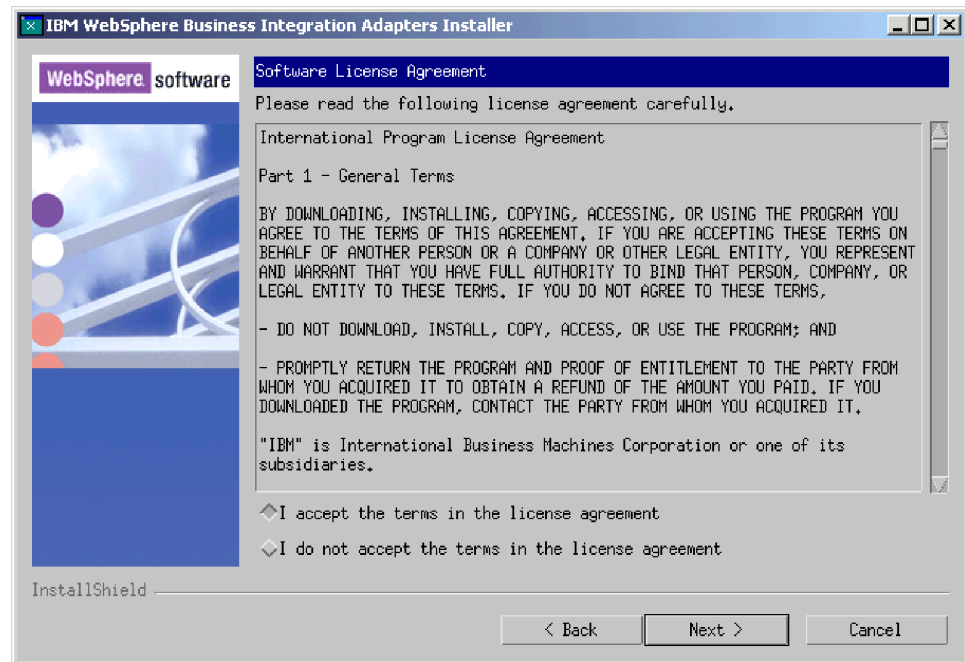 IBM WebSphere Business Integration Adapters Installer
WebSphere software
Software License Agreement
Please read the following license agreement carefully.
International Program License Agreement
Part 1 - General Terms
BY DOWNLOADING, INSTALLING, COPYING, ACCESSING, OR USING THE PROGRAM YOU
AGREE TO THE TERMS OF THIS AGREEMENT. IF YOU ARE ACCEPTING THESE TERMS ON
BEHALF OF ANOTHER PERSON OR A COMPANY OR OTHER LEGAL ENTITY, YOU REPRESENT
AND WARRANT THAT YOU HAVE FULL AUTHORITY TO BIND THAT PERSON, COMPANY, OR
LEGAL ENTITY TO THESE TERMS. IF YOU DO NOT AGREE TO THESE TERMS,
- DO NOT DOWNLOAD, INSTALL, COPY, ACCESS, OR USE THE PROGRAM; AND
- PROMPTLY RETURN THE PROGRAM AND PROOF OF ENTITLEMENT TO THE PARTY FROM
WHOM YOU ACQUIRED IT TO OBTAIN A REFUND OF THE AMOUNT YOU PAID. IF YOU
DOWNLOADED THE PROGRAM, CONTACT THE PARTY FROM WHOM YOU ACQUIRED IT.
"IBM" is International Business Machines Corporation or one of its
subsidiaries.
I accept the terms in the license agreement
I do not accept the terms in the license agreement
InstallShield
< Back
Next >
Cancel